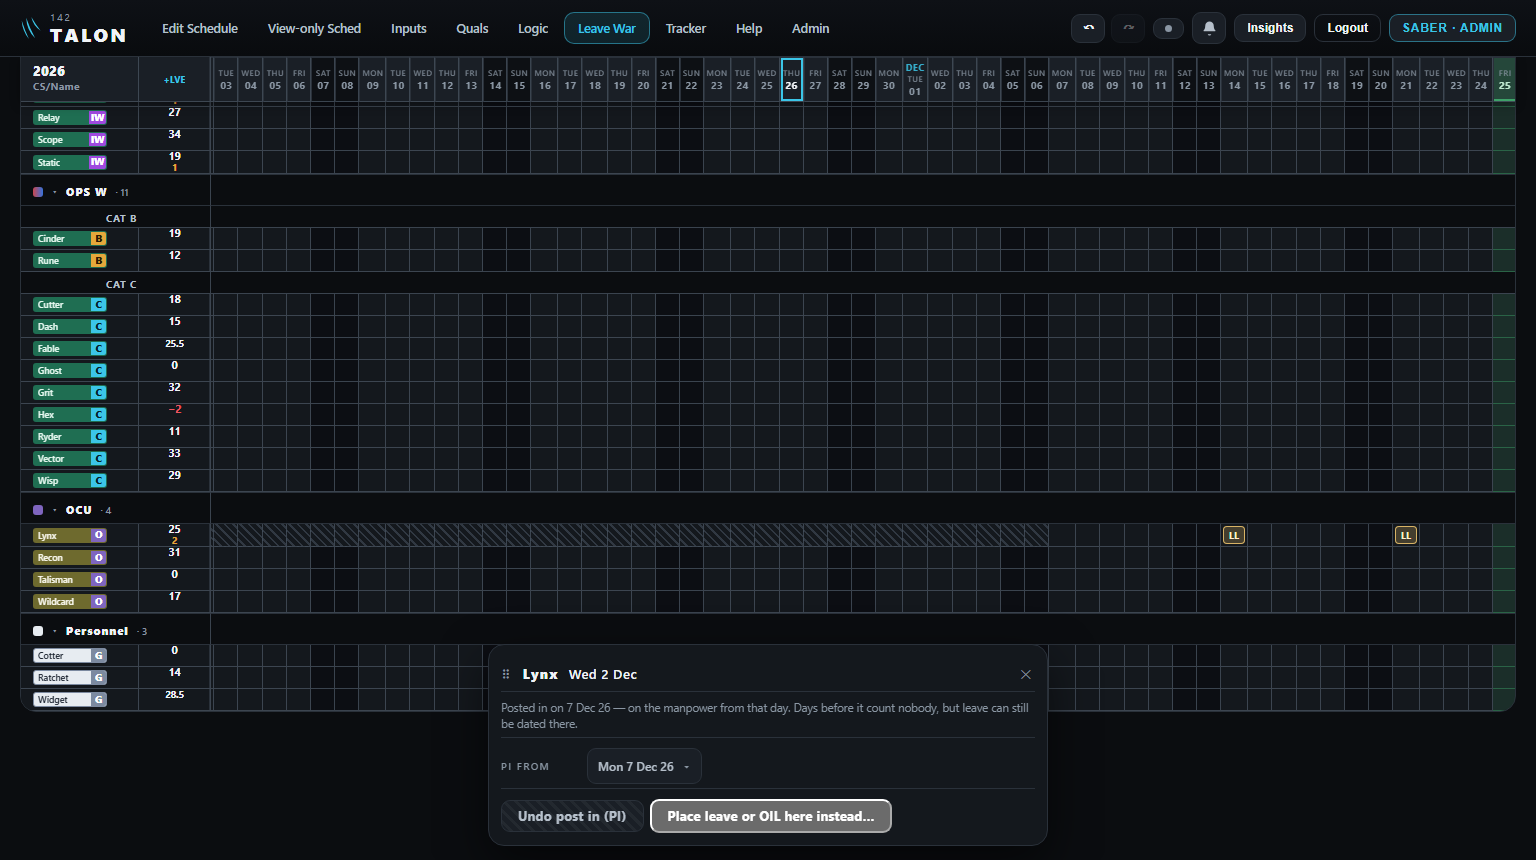 142
TALON
Edit Schedule
View-only Sched
Inputs
Quals
Logic
Leave War
Tracker
Help
Admin
Insights
Logout
SABER · ADMIN
2026
CS/Name
+LVE
TUE 03
WED 04
THU 05
FRI 06
SAT 07
SUN 08
MON 09
TUE 10
WED 11
THU 12
FRI 13
SAT 14
SUN 15
MON 16
TUE 17
WED 18
THU 19
FRI 20
SAT 21
SUN 22
MON 23
TUE 24
WED 25
THU 26
FRI 27
SAT 28
SUN 29
MON 30
DEC TUE 01
WED 02
THU 03
FRI 04
SAT 05
SUN 06
MON 07
TUE 08
WED 09
THU 10
FRI 11
SAT 12
SUN 13
MON 14
TUE 15
WED 16
THU 17
FRI 18
SAT 19
SUN 20
MON 21
TUE 22
WED 23
THU 24
FRI 25
Relay IW 27
Scope IW 34
Static IW 19 1
OPS W · 11
CAT B
Cinder B 19
Rune B 12
CAT C
Cutter C 18
Dash C 15
Fable C 25.5
Ghost C 0
Grit C 32
Hex C −2
Ryder C 11
Vector C 33
Wisp C 29
OCU · 4
Lynx O 25 2 LL LL
Recon O 31
Talisman O 0
Wildcard O 17
Personnel · 3
Cotter G 0
Ratchet G 14
Widget G 28.5
Lynx Wed 2 Dec
Posted in on 7 Dec 26 — on the manpower from that day. Days before it count nobody, but leave can still
be dated there.
PI FROM
Mon 7 Dec 26
Undo post in (PI)
Place leave or OIL here instead...